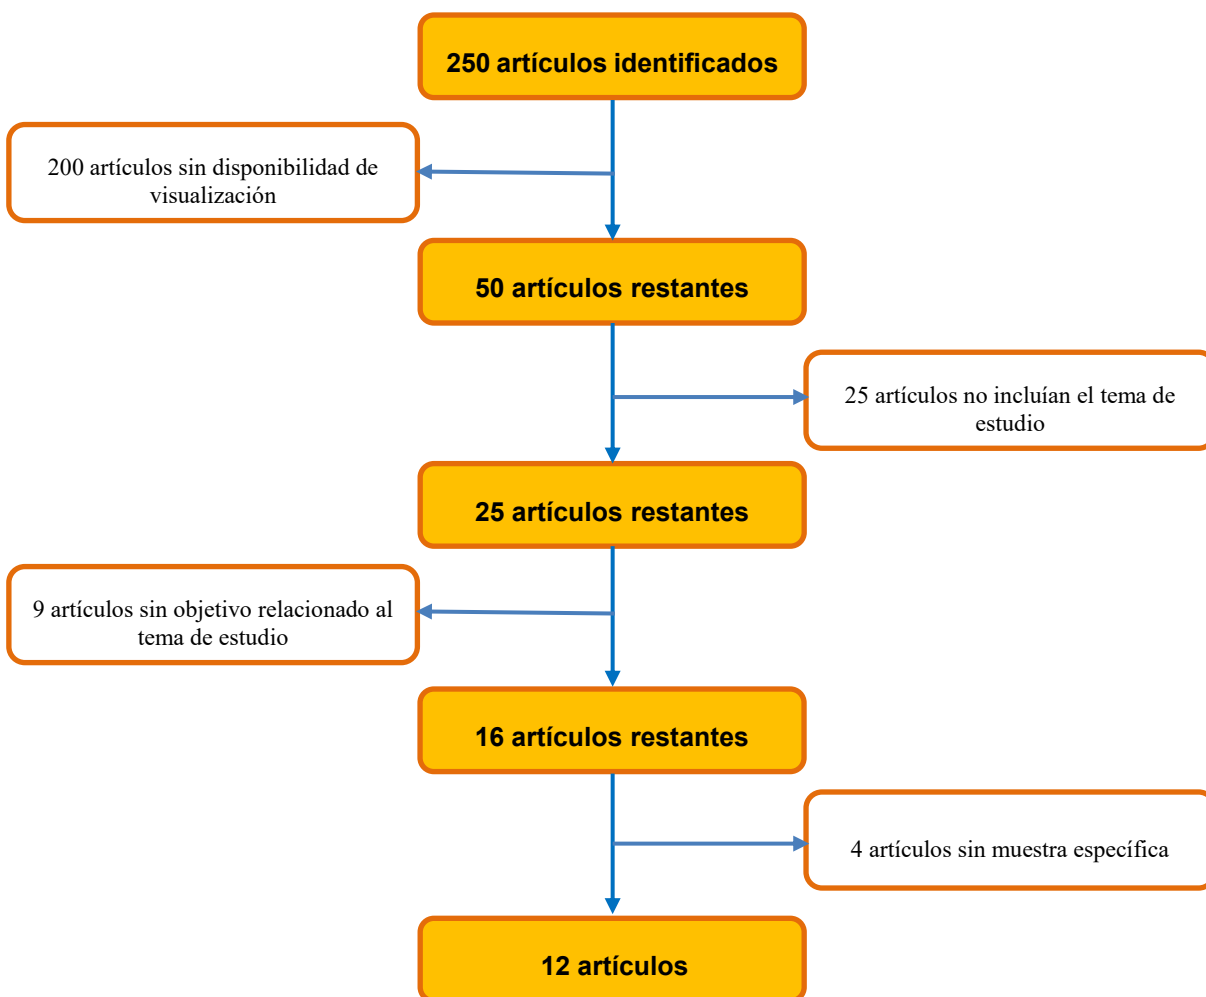 250 artículos identificados
200 artículos sin disponibilidad de
visualización
50 artículos restantes
25 artículos no incluían el tema de
estudio
25 artículos restantes
9 artículos sin objetivo relacionado al
tema de estudio
16 artículos restantes
4 artículos sin muestra específica
12 artículos